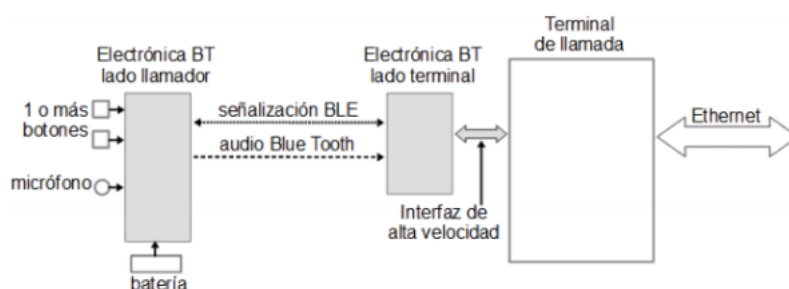 Electrónica BT
lado llamador
Electrónica BT
lado terminal
Terminal
de llamada
1 o más
botones
señalización BLE
audio Blue Tooth
Ethernet
micrófono
Interfaz de
alta velocidad
batería